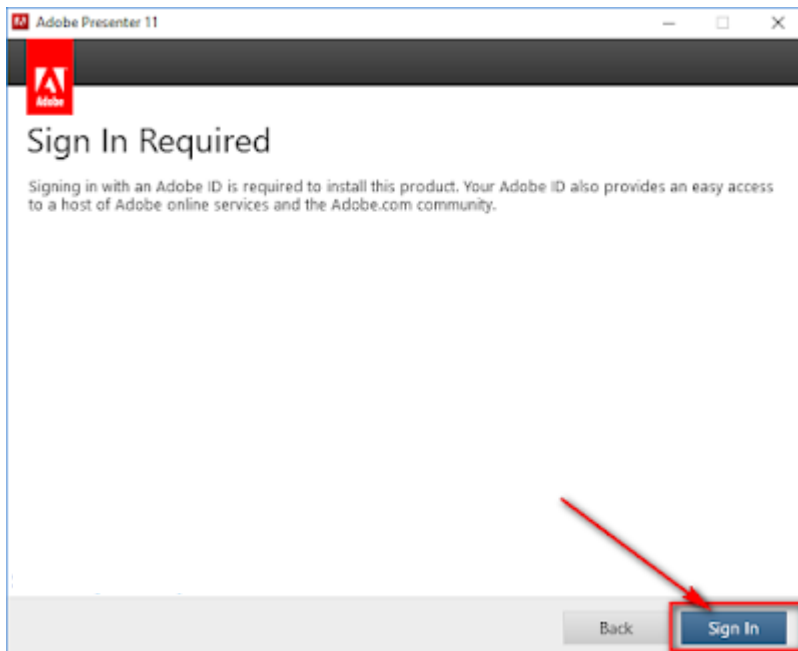 Adobe Presenter 11
Adobe
Sign In Required
Signing in with an Adobe ID is required to install this product. Your Adobe ID also provides an easy access
to a host of Adobe online services and the Adobe.com community.
Back
Sign In